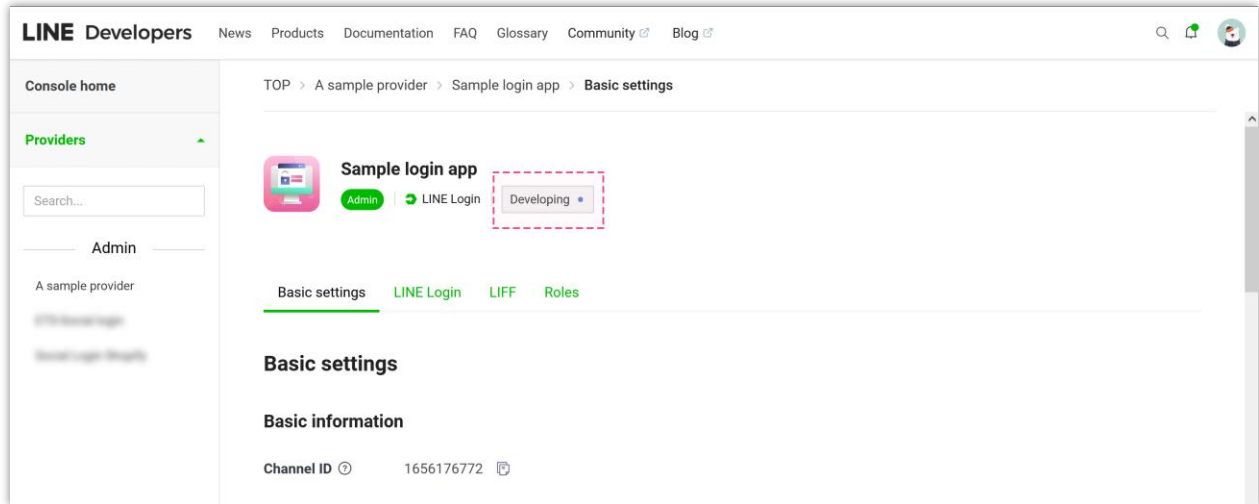 LINE Developers News Products Documentation FAQ Glossary Community Blog
Console home
TOP > A sample provider > Sample login app > Basic settings
Providers
Sample login app
Admin LINE Login Developing
Search...
Admin
A sample provider
Basic settings LINE Login LIFF Roles
Basic settings
Basic information
Channel ID 1656176772